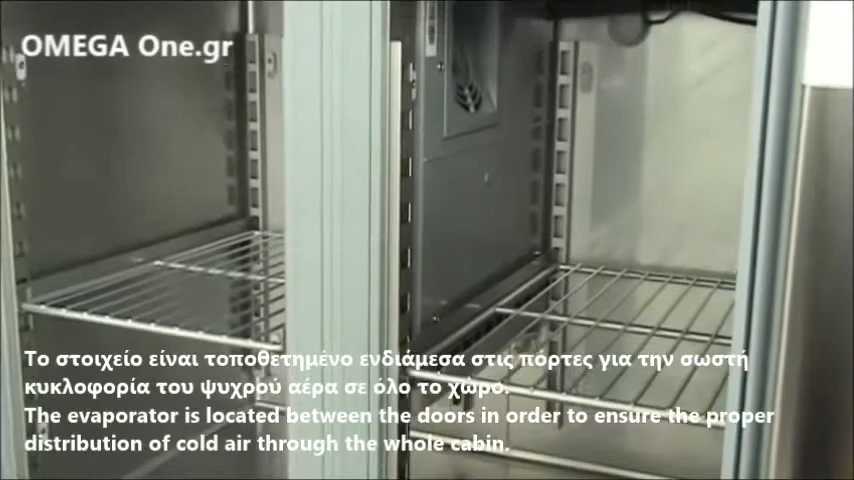 OMEGA One.gr
Το στοιχείο είναι τοποθετημένο ενδιάμεσα στις πόρτες για την σωστή
κυκλοφορία του ψυχρού αέρα σε όλο το χώρο.
The evaporator is located between the doors in order to ensure the proper
distribution of cold air through the whole cabin.